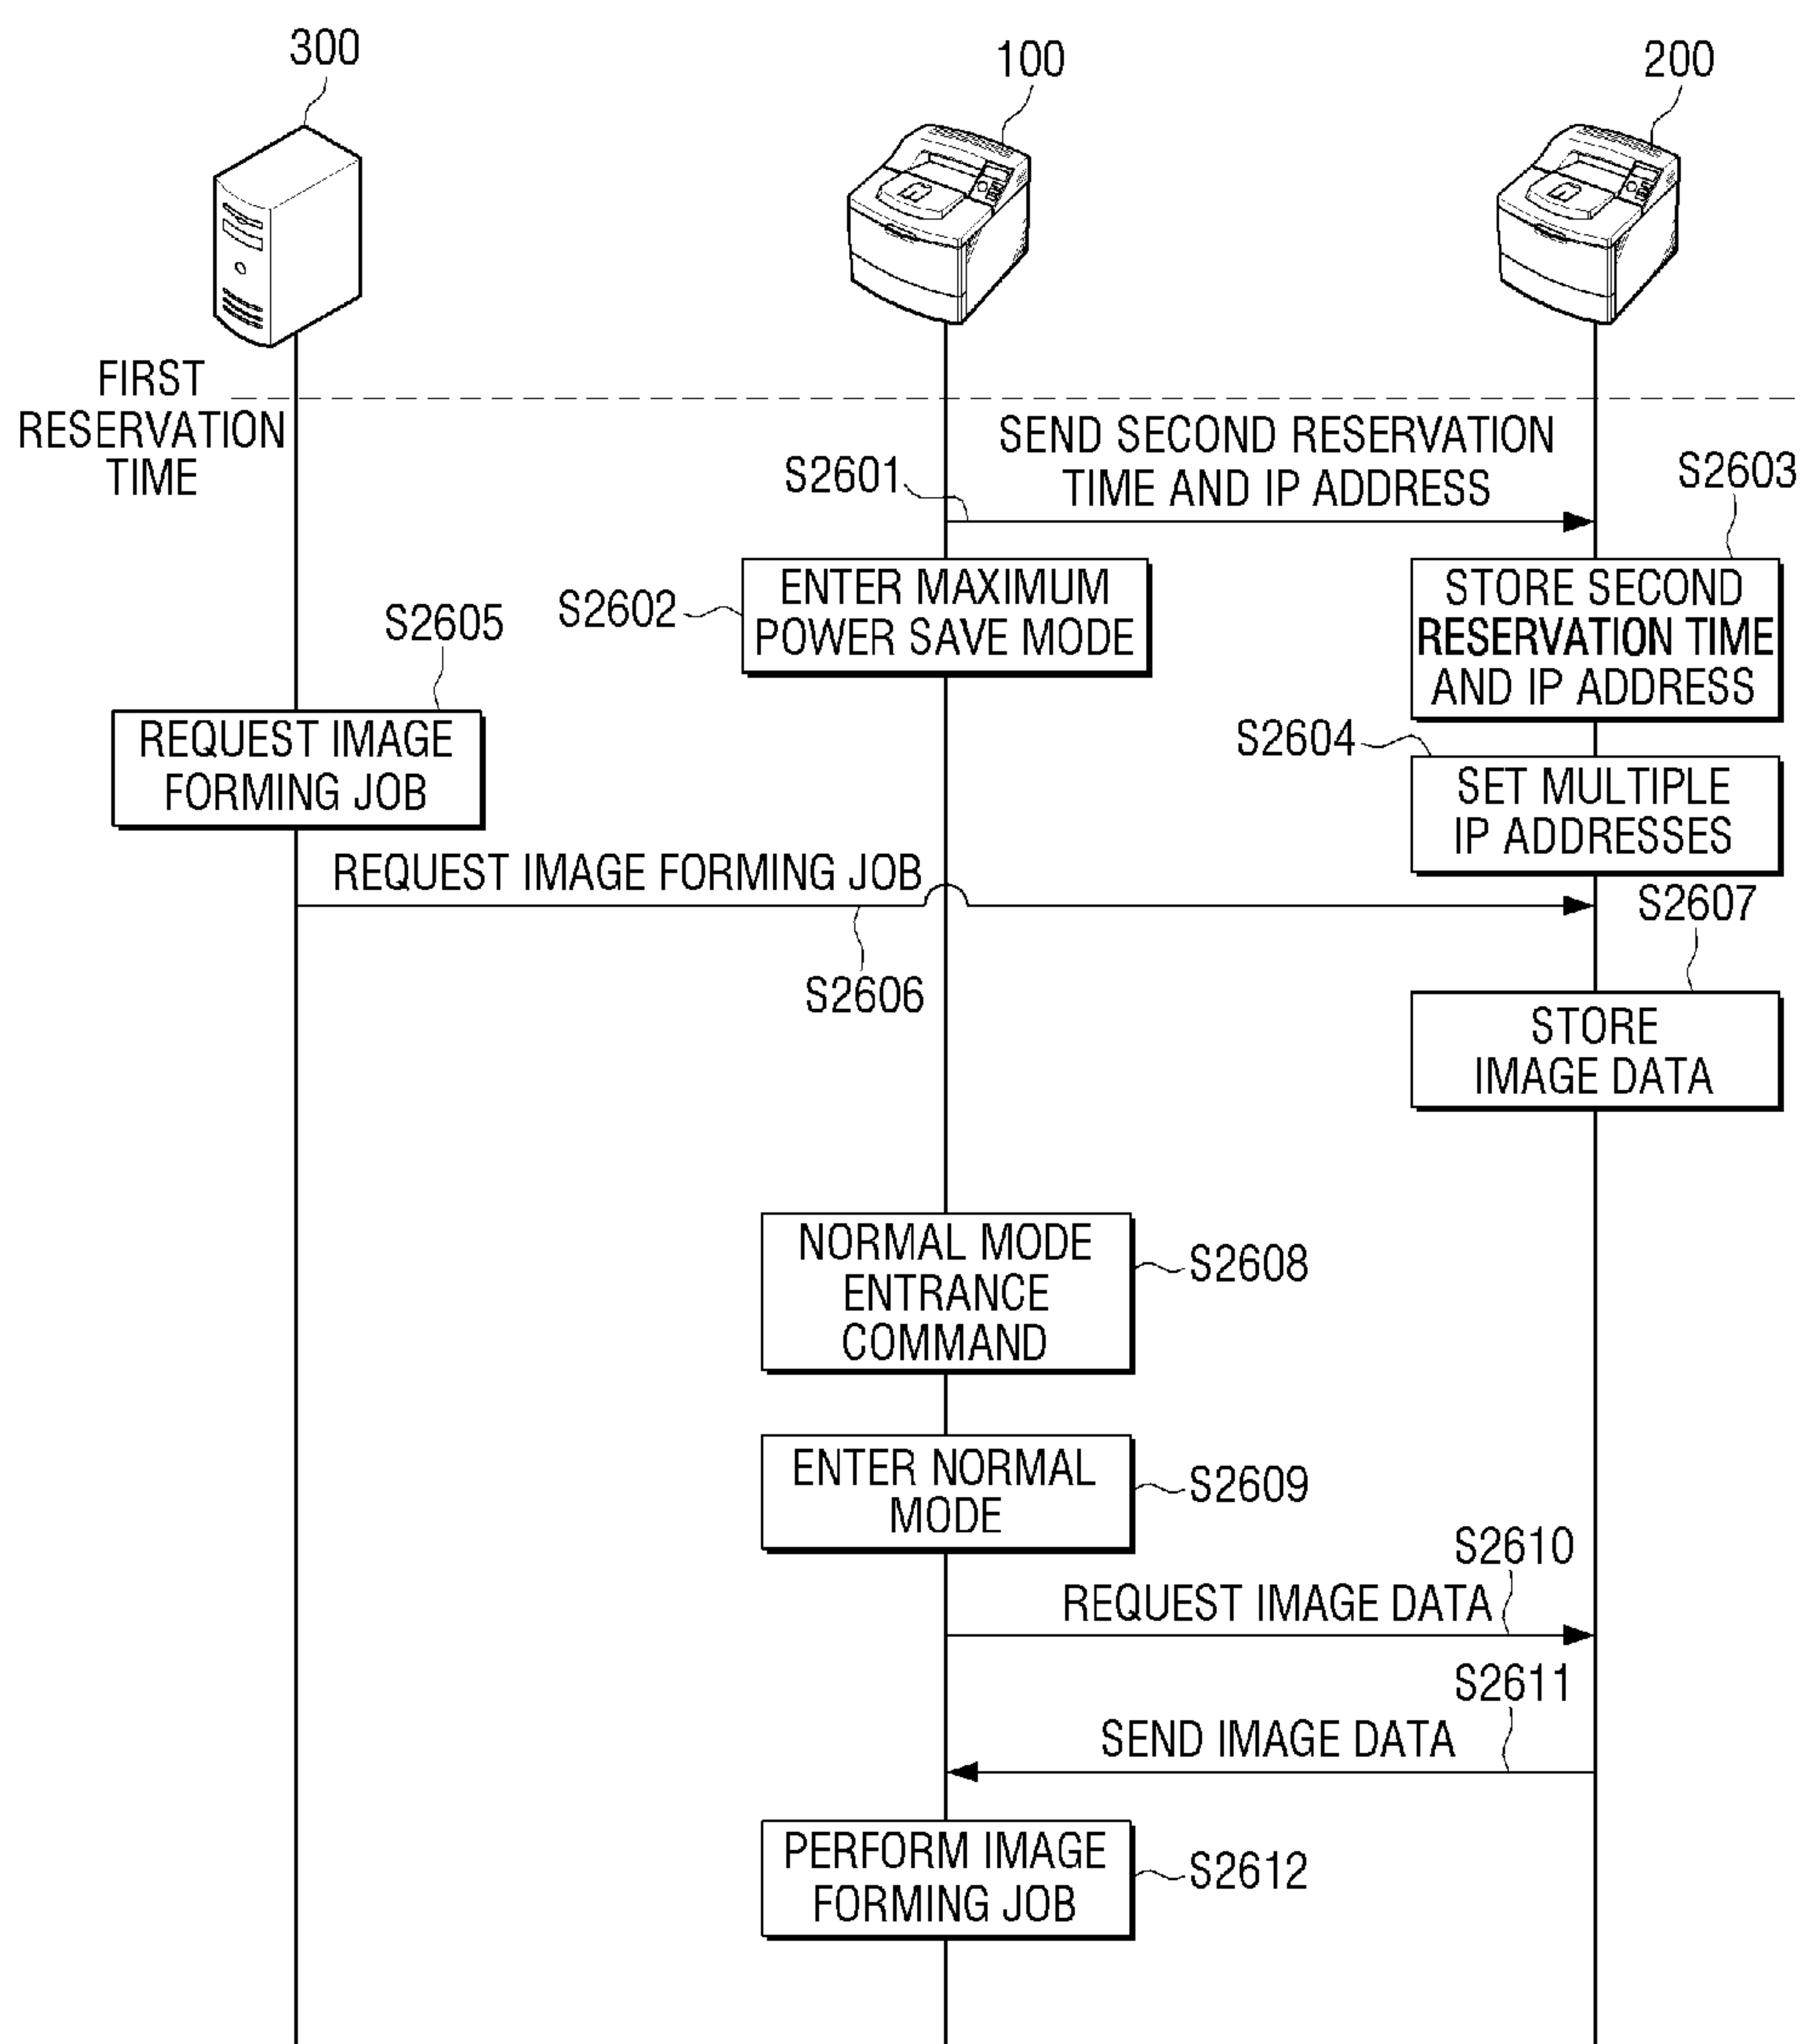 300
100
200
FIRST
RESERVATION
TIME
SEND SECOND RESERVATION
TIME AND IP ADDRESS
S2601
S2603
ENTER MAXIMUM
POWER SAVE MODE
S2602
STORE SECOND
RESERVATION TIME
AND IP ADDRESS
S2605
S2604
REQUEST IMAGE
FORMING JOB
SET MULTIPLE
IP ADDRESSES
REQUEST IMAGE FORMING JOB
S2606
S2607
STORE
IMAGE DATA
NORMAL MODE
ENTRANCE
COMMAND
S2608
ENTER NORMAL
MODE
S2609
S2610
REQUEST IMAGE DATA
S2611
SEND IMAGE DATA
PERFORM IMAGE
FORMING JOB
S2612